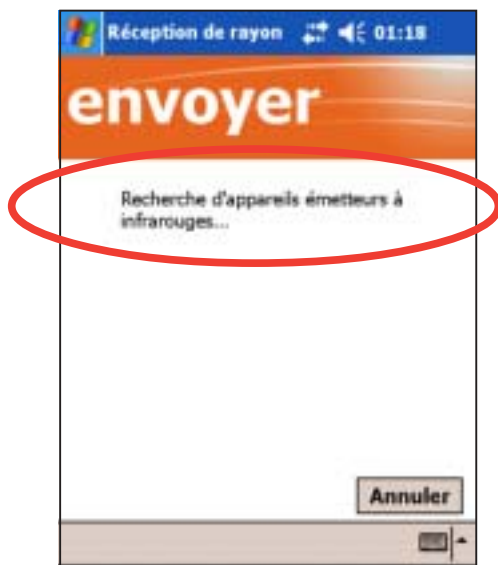 Réception de rayon 01:18
envoyer
Recherche d'appareils émetteurs à
infrarouges...
Annuler